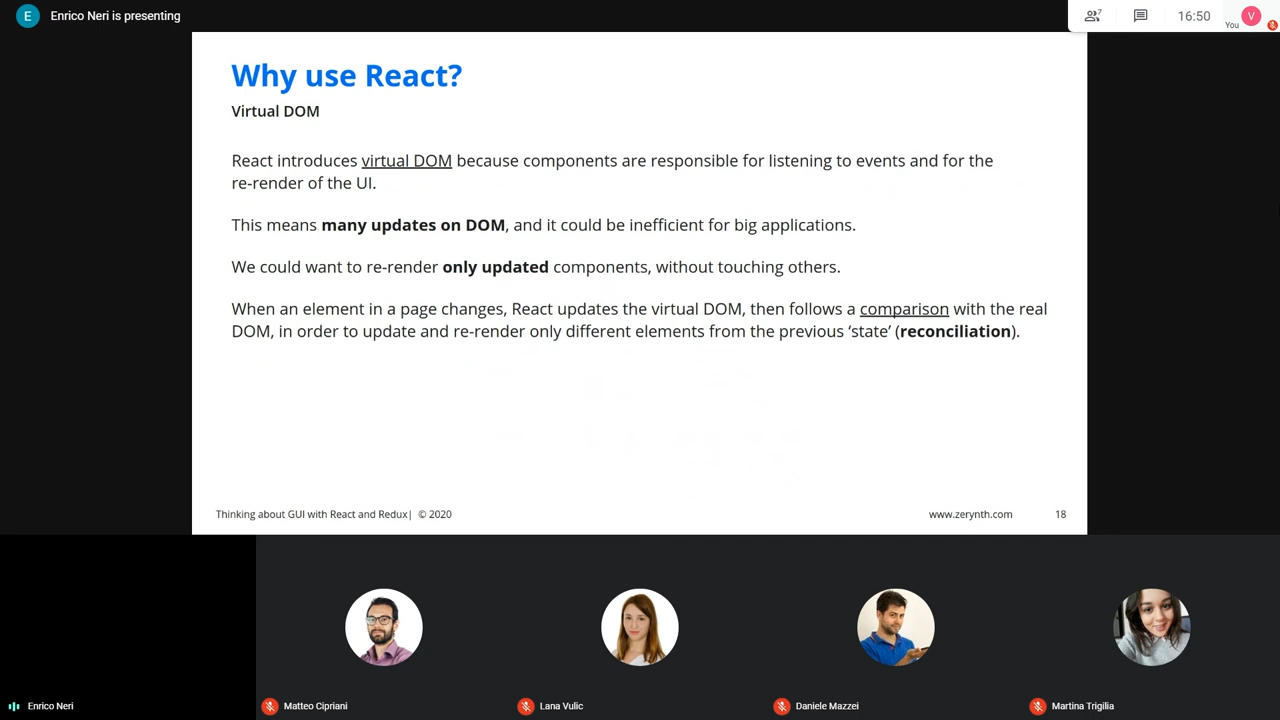 E Enrico Neri is presenting
7
16:50
You
V
Why use React?
Virtual DOM
React introduces virtual DOM because components are responsible for listening to events and for the
re-render of the UI.
This means many updates on DOM, and it could be inefficient for big applications.
We could want to re-render only updated components, without touching others.
When an element in a page changes, React updates the virtual DOM, then follows a comparison with the real
DOM, in order to update and re-render only different elements from the previous ‘state’ (reconciliation).
Thinking about GUI with React and Redux| © 2020
www.zerynth.com
18
Enrico Neri
Matteo Cipriani
Lana Vulic
Daniele Mazzei
Martina Trigilia